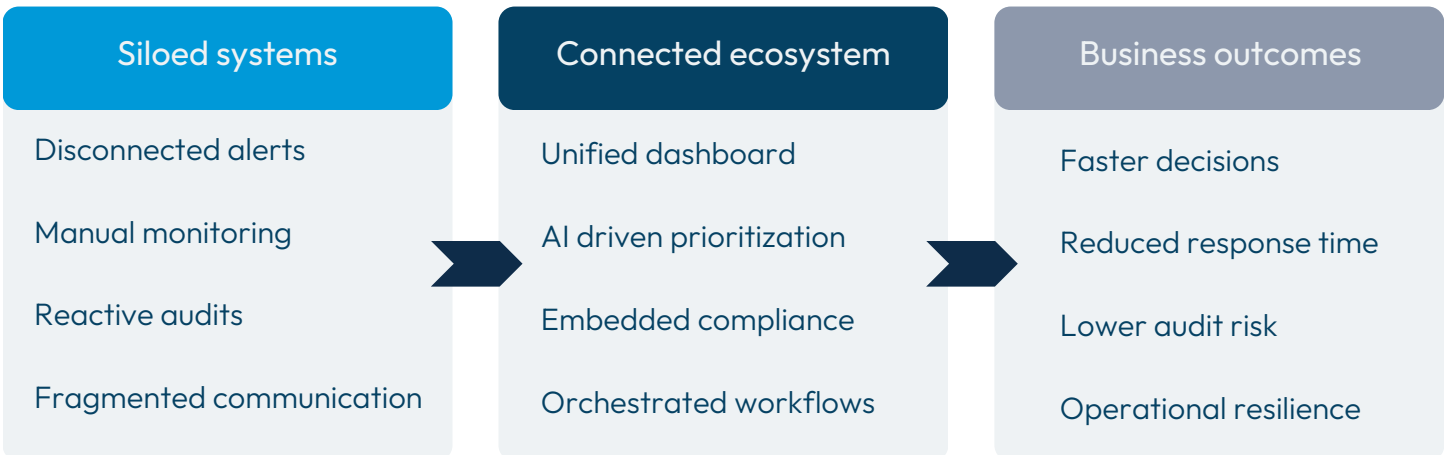 Siloed systems
Disconnected alerts
Manual monitoring
Reactive audits
Fragmented communication
Connected ecosystem
Unified dashboard
AI driven prioritization
Embedded compliance
Orchestrated workflows
Business outcomes
Faster decisions
Reduced response time
Lower audit risk
Operational resilience